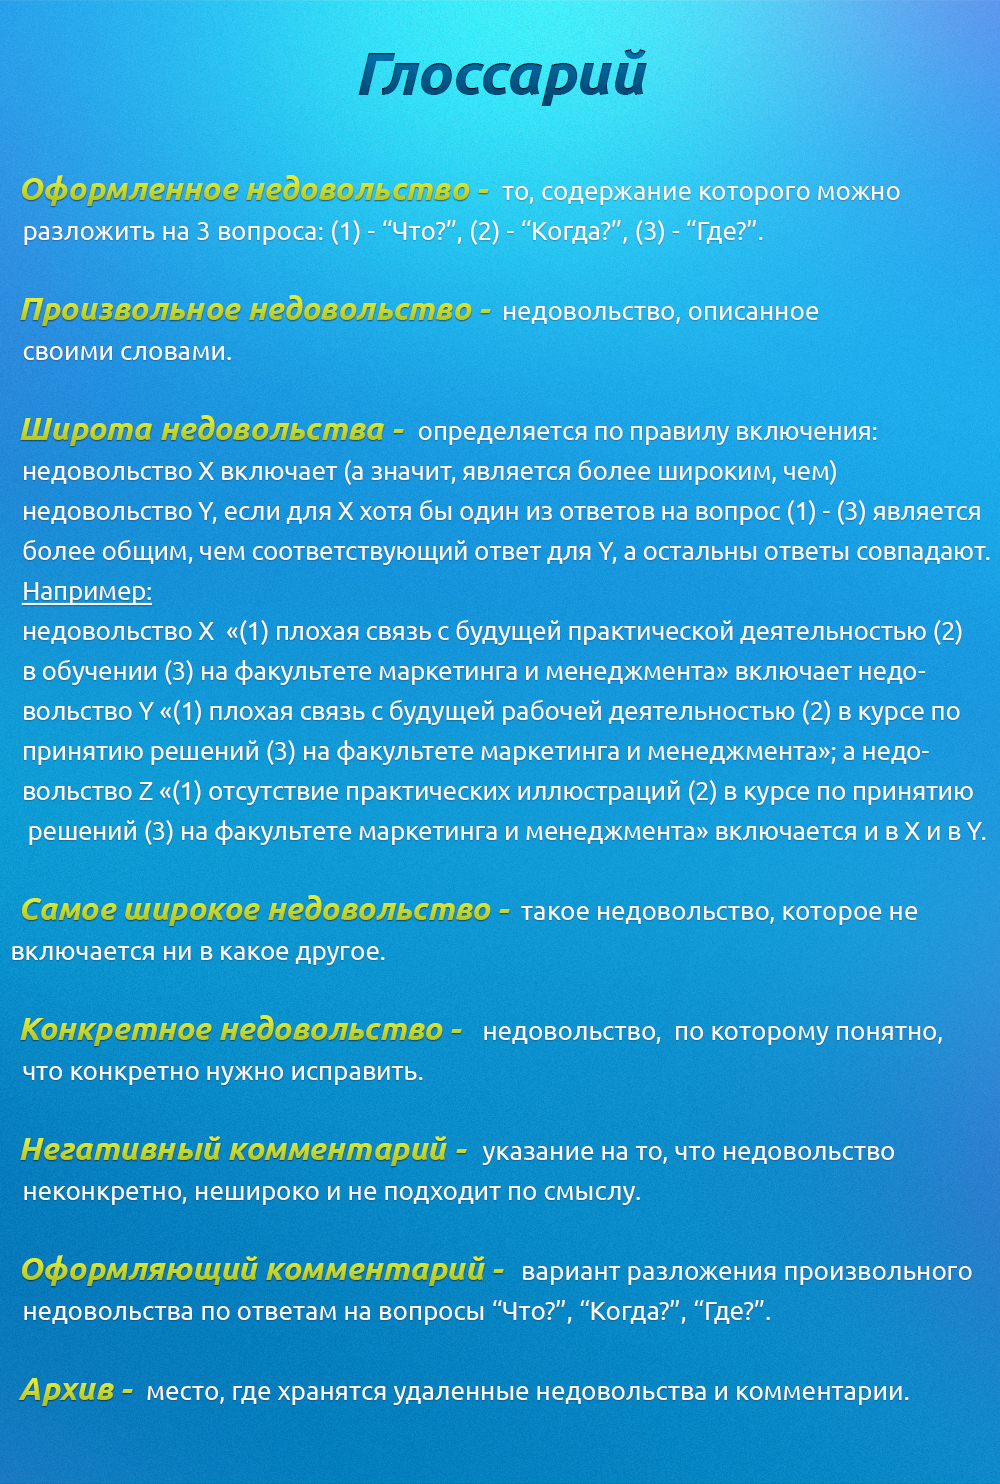 Глоссарий
Оформленное недовольство - то, содержание которого можно
разложить на 3 вопроса: (1) - “Что?”, (2) - “Когда?”, (3) - “Где?”.
Произвольное недовольство - недовольство, описанное
своими словами.
Широта недовольства - определяется по правилу включения:
недовольство X включает (а значит, является более широким, чем)
недовольство Y, если для X хотя бы один из ответов на вопрос (1) - (3) является
более общим, чем соответствующий ответ для Y, а остальны ответы совпадают.
Например:
недовольство X «(1) плохая связь с будущей практической деятельностью (2)
в обучении (3) на факультете маркетинга и менеджмента» включает недо-
вольство Y «(1) плохая связь с будущей рабочей деятельностью (2) в курсе по
принятию решений (3) на факультете маркетинга и менеджмента»; а недо-
вольство Z «(1) отсутствие практических иллюстраций (2) в курсе по принятию
решений (3) на факультете маркетинга и менеджмента» включается и в X и в Y.
Самое широкое недовольство - такое недовольство, которое не
включается ни в какое другое.
Конкретное недовольство - недовольство, по которому понятно,
что конкретно нужно исправить.
Негативный комментарий - указание на то, что недовольство
неконкретно, нешироко и не подходит по смыслу.
Оформляющий комментарий - вариант разложения произвольного
недовольства по ответам на вопросы “Что?”, “Когда?”, “Где?”.
Архив - место, где хранятся удаленные недовольства и комментарии.